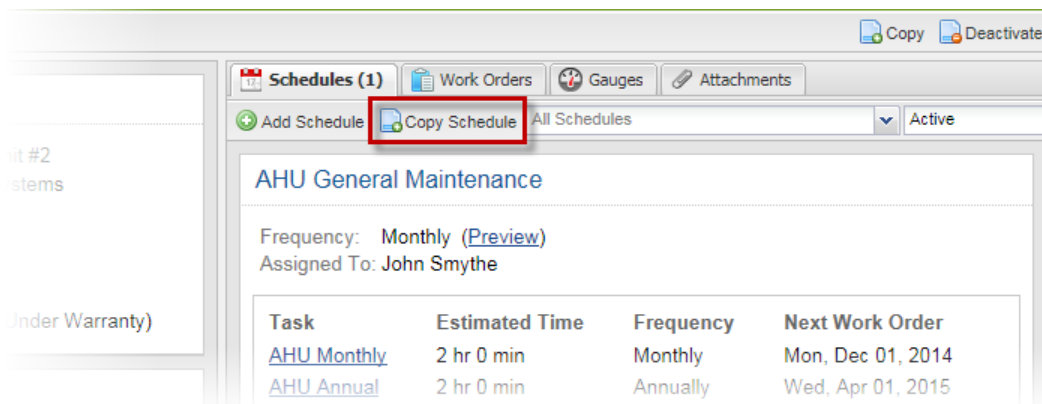 Copy Deactivate
Schedules (1) Work Orders Gauges Attachments
Add Schedule Copy Schedule All Schedules Active
#2
AHU General Maintenance
Frequency: Monthly (Preview)
Assigned To: John Smythe
Under Warranty)
Task Estimated Time Frequency Next Work Order
AHU Monthly 2 hr 0 min Monthly Mon, Dec 01, 2014
AHU Annual 2 hr 0 min Annually Wed, Apr 01, 2015